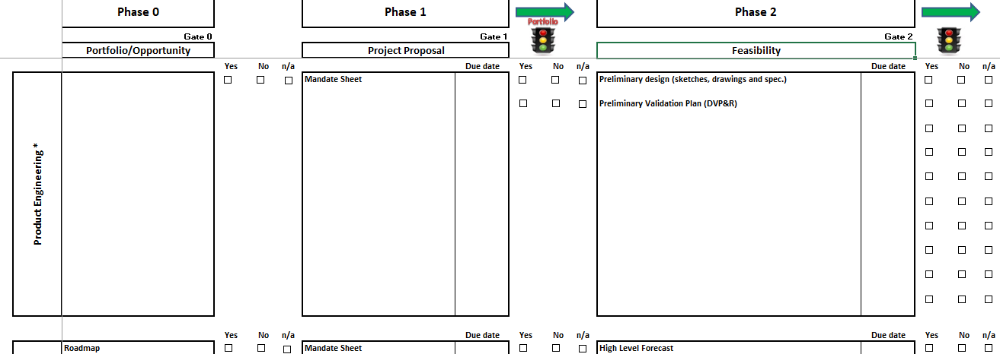 Phase 0 Phase 1 Phase 2
Portfolio
Gate 0 Gate 1 Gate 2
Portfolio/Opportunity Project Proposal Feasibility
Yes No n/a Due date Yes No n/a Due date Yes No n/a
Mandate Sheet Preliminary design (sketches, drawings and spec.)
Preliminary Validation Plan (DVP&R)
Product Engineering *
Yes No n/a Due date Yes No n/a Due date Yes No n/a
Roadmap Mandate Sheet High Level Forecast